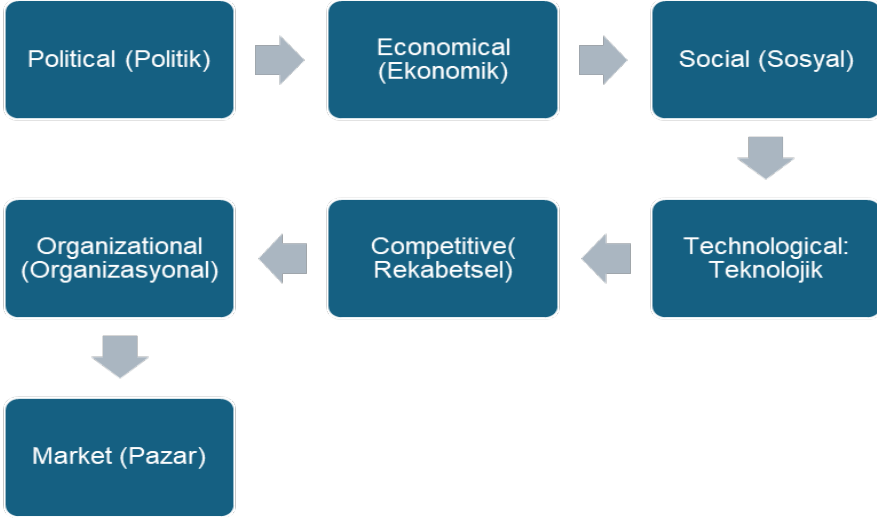 Political (Politik)
Economical
(Ekonomik)
Social (Sosyal)
Technological:
Teknolojik
Competitive(
Rekabetsel)
Organizational
(Organizasyonal)
Market (Pazar)